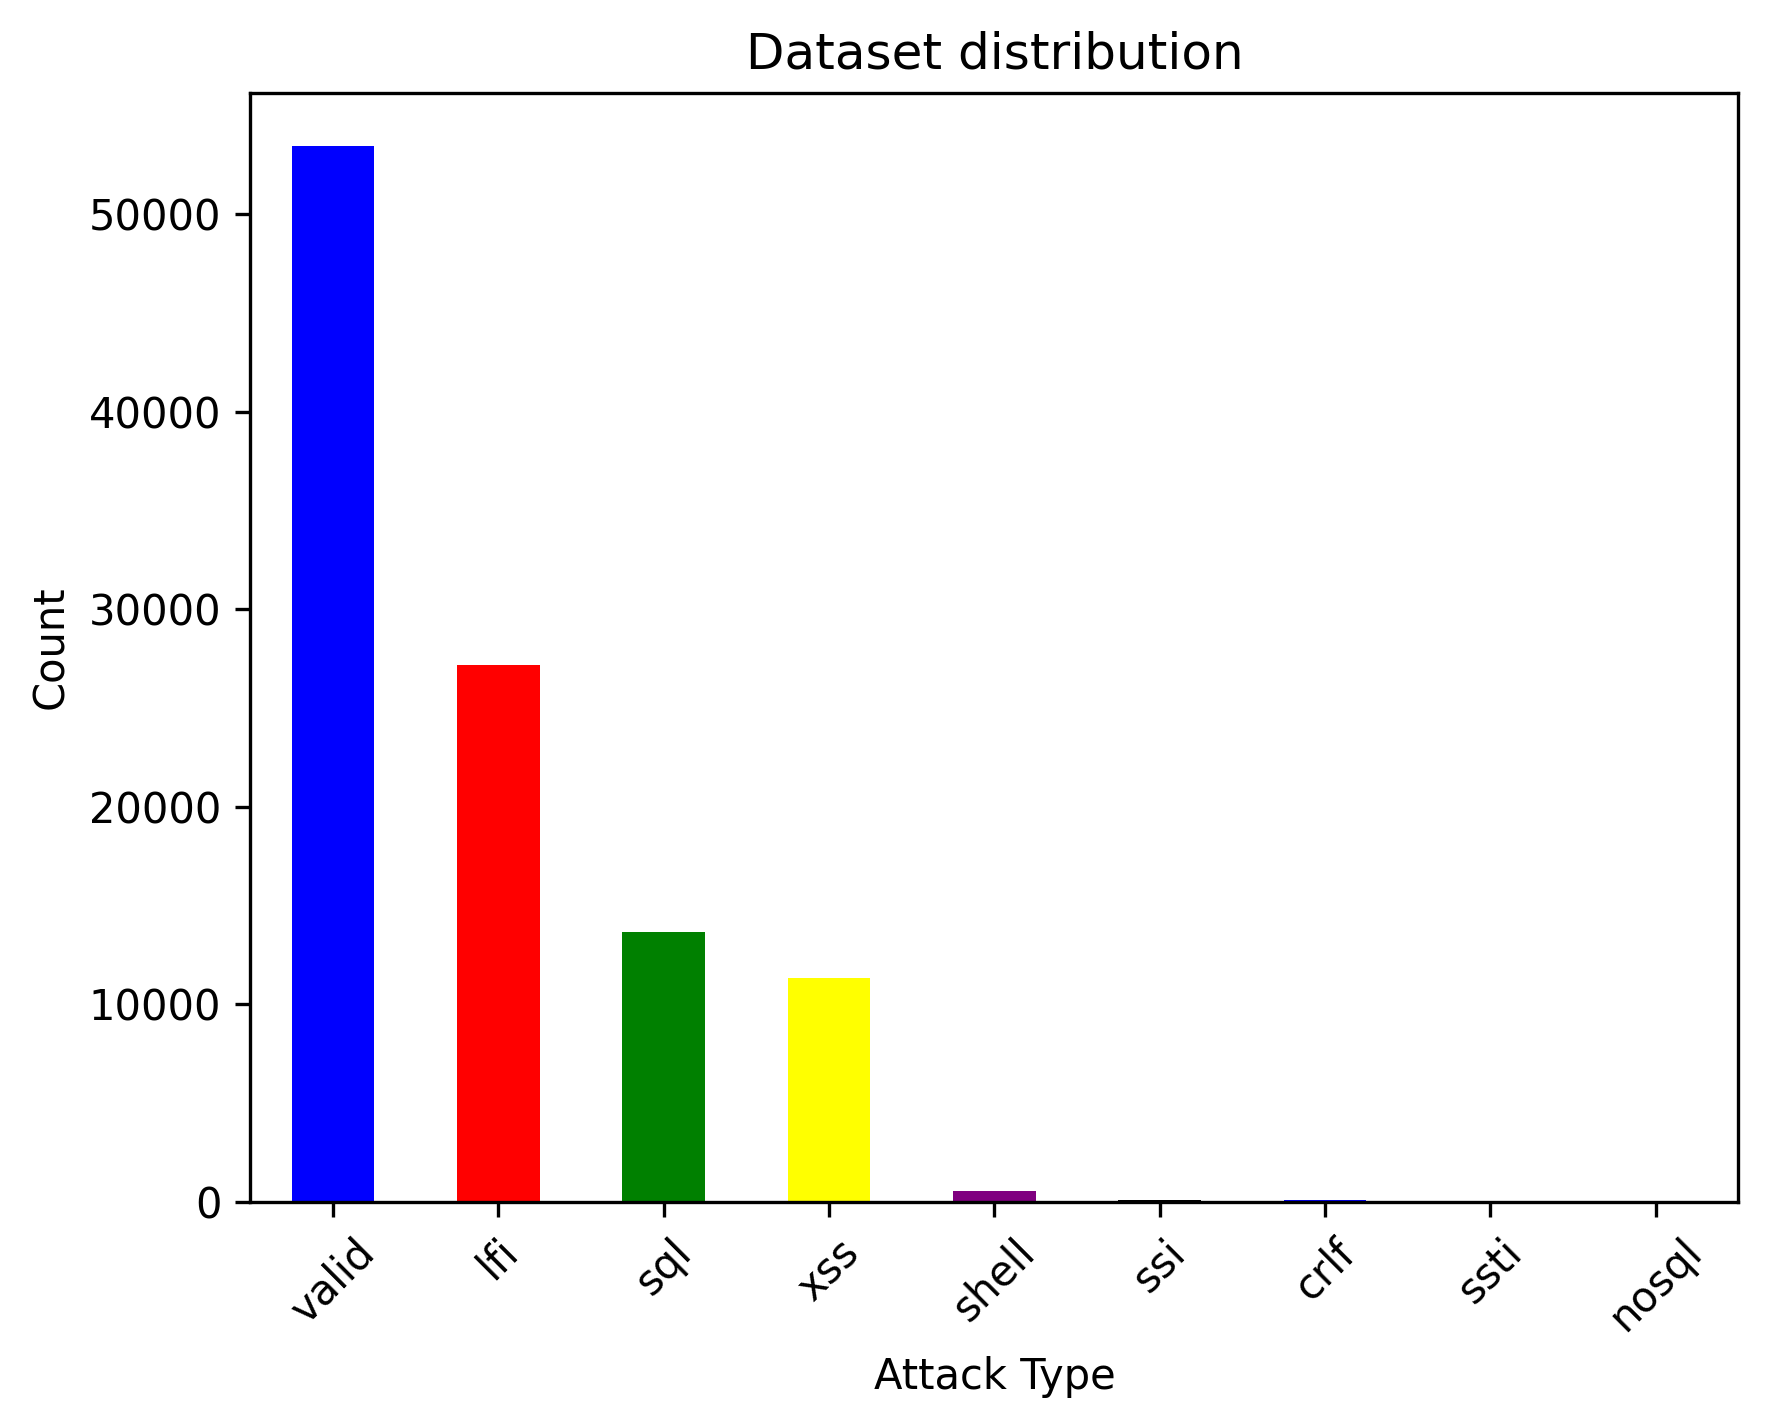 Dataset distribution
50000
40000
30000
20000
10000
0
Count
valid
lfi
sql
xss
shell
ssi
crlf
ssti
nosql
Attack Type